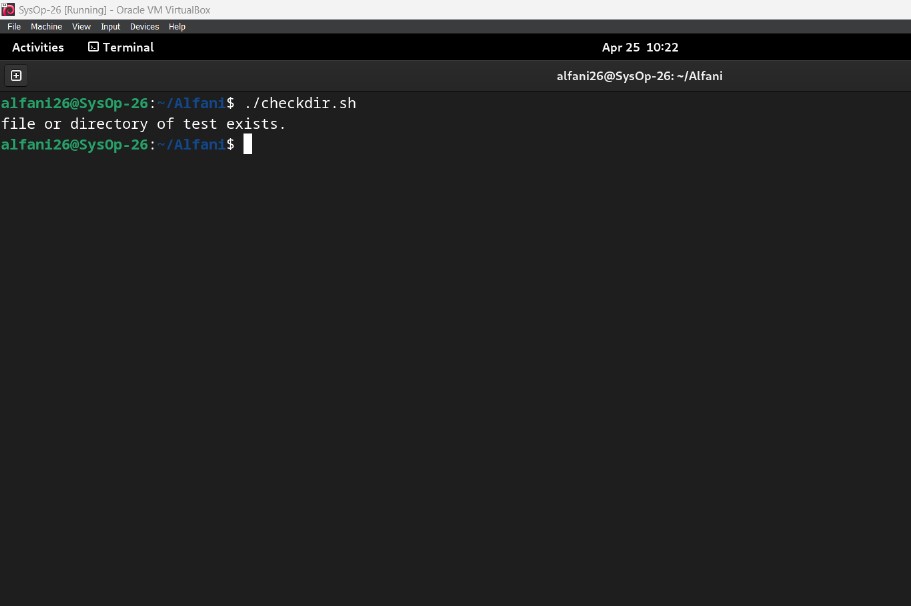 SysOp-26 [Running] - Oracle VM VirtualBox
File Machine View Input Devices Help
Activities Terminal Apr 25 10:22
alfani26@SysOp-26: ~/Alfani
alfani26@SysOp-26:~/Alfani$ ./checkdir.sh
file or directory of test exists.
alfani26@SysOp-26:~/Alfani$